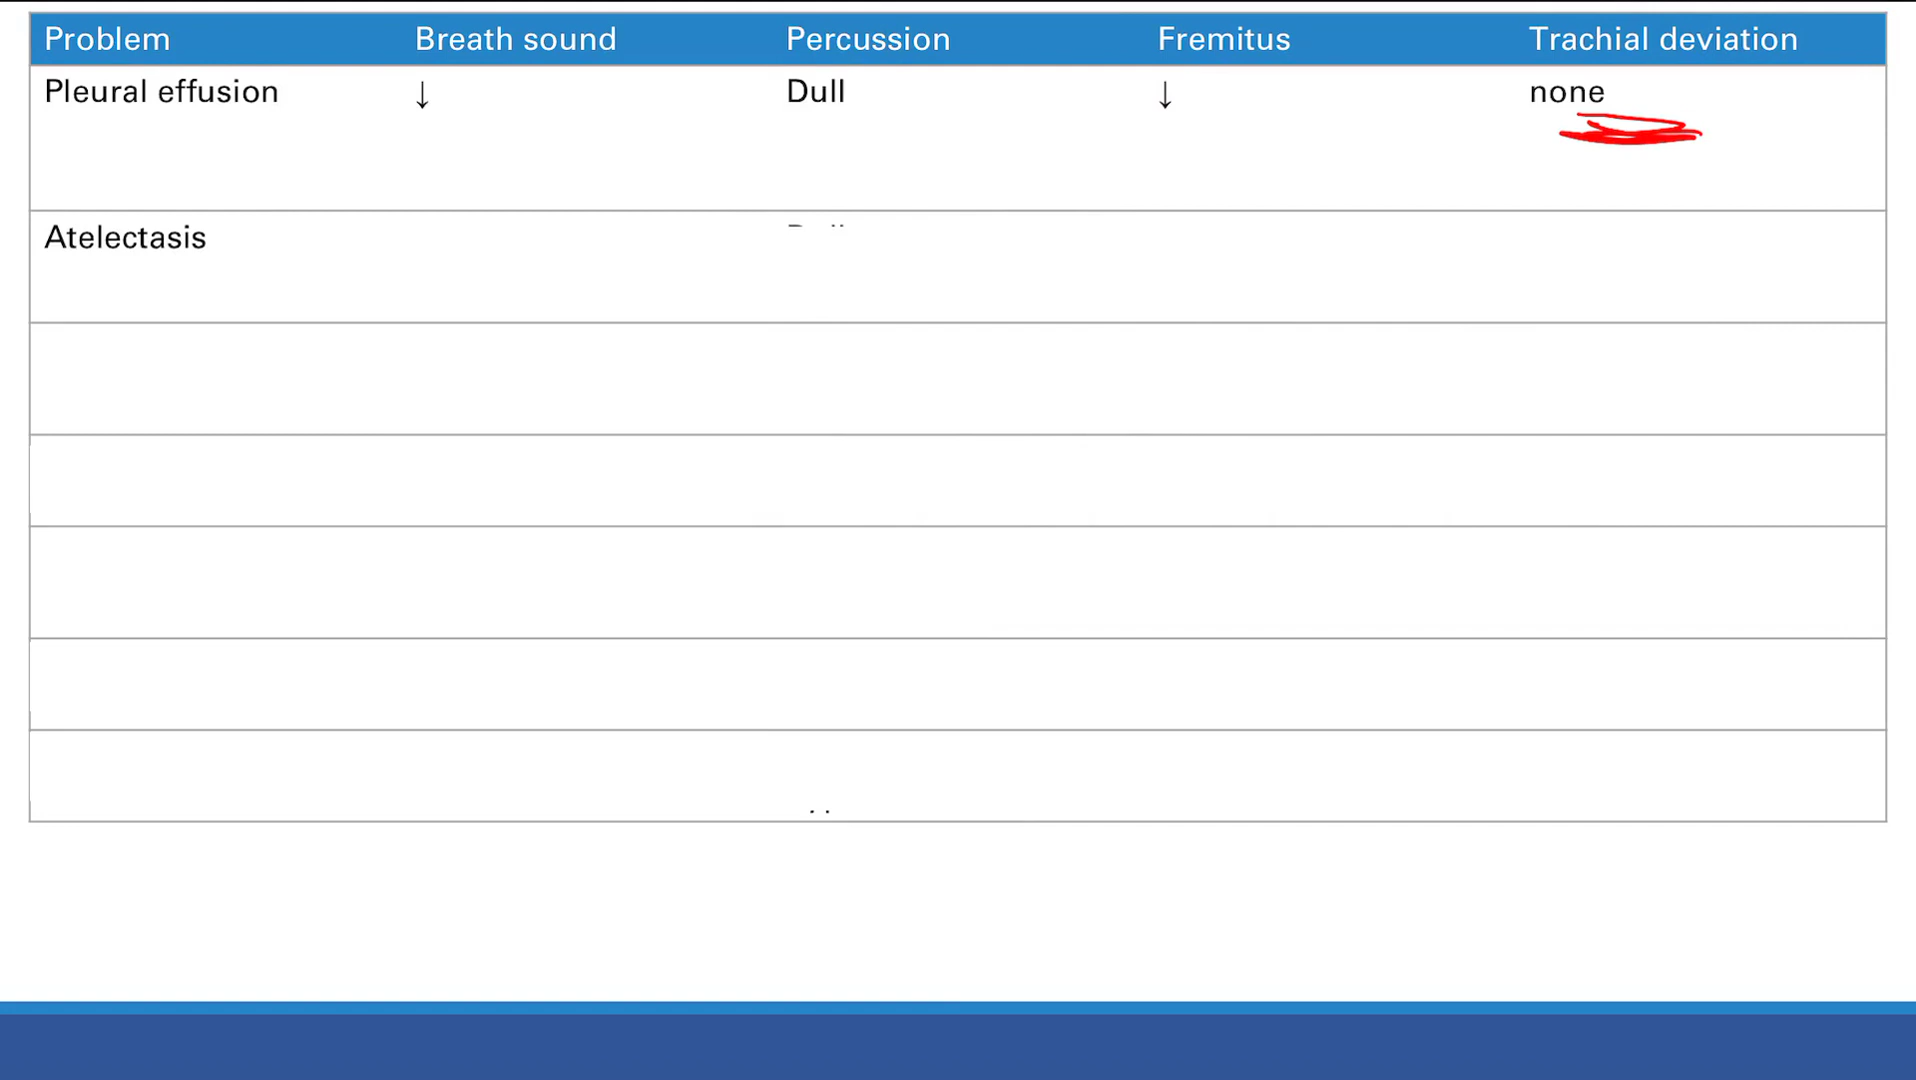 Problem Breath sound Percussion Fremitus Trachial deviation
Pleural effusion ↓ Dull ↓ none
Atelectasis